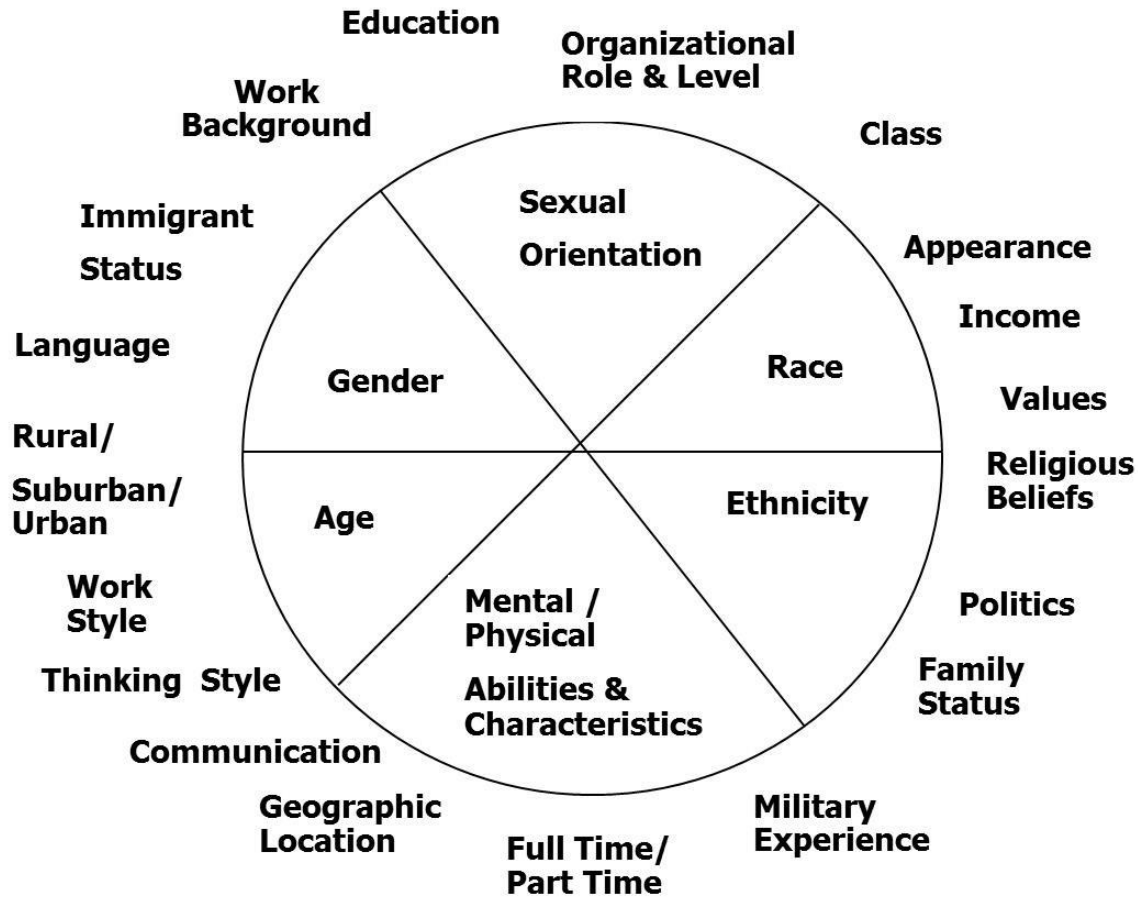 Education
Organizational
Role & Level
Work
Background
Class
Immigrant
Status
Sexual
Orientation
Appearance
Income
Language
Gender
Race
Values
Rural/
Suburban/
Urban
Age
Ethnicity
Religious
Beliefs
Work
Style
Mental /
Physical
Abilities &
Characteristics
Politics
Thinking  Style
Family
Status
Communication
Geographic
Location
Full Time/
Part Time
Military
Experience